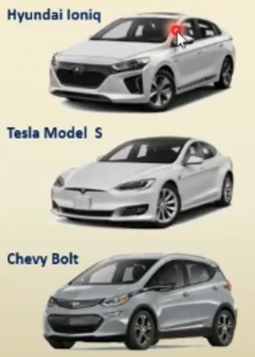 Hyundai Ioniq
Tesla Model S
Chevy Bolt